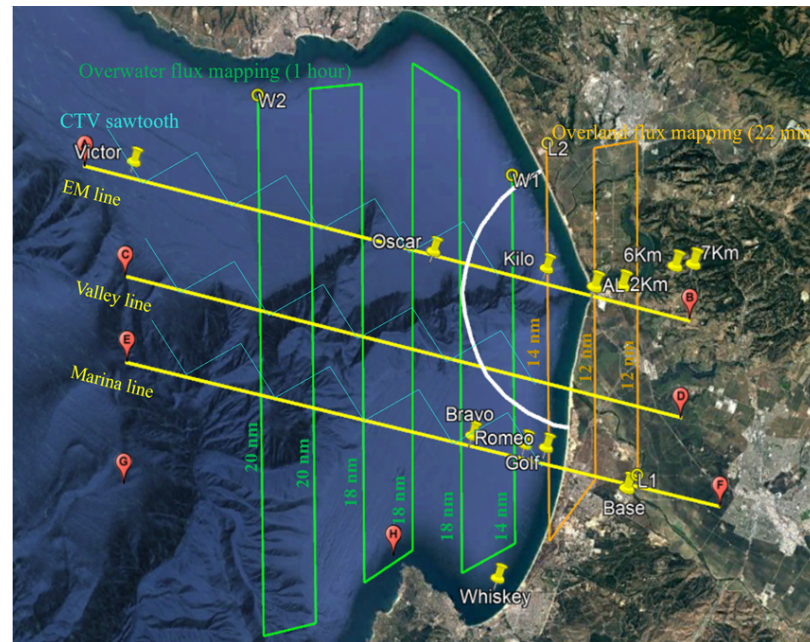 Overwater flux mapping (1 hour)
W2
CTV sawtooth
L2
Overland flux mapping (22 min
Victor
W1
EM line
Oscar
Kilo
6Km
7Km
C
AL
2Km
Valley line
B
E
14 nm
12 nm
12 nm
Marina line
D
Bravo
Romeo
Golf
G
20 nm
20 nm
18 nm
18 nm
18 nm
14 nm
L1
F
Base
H
Whiskey